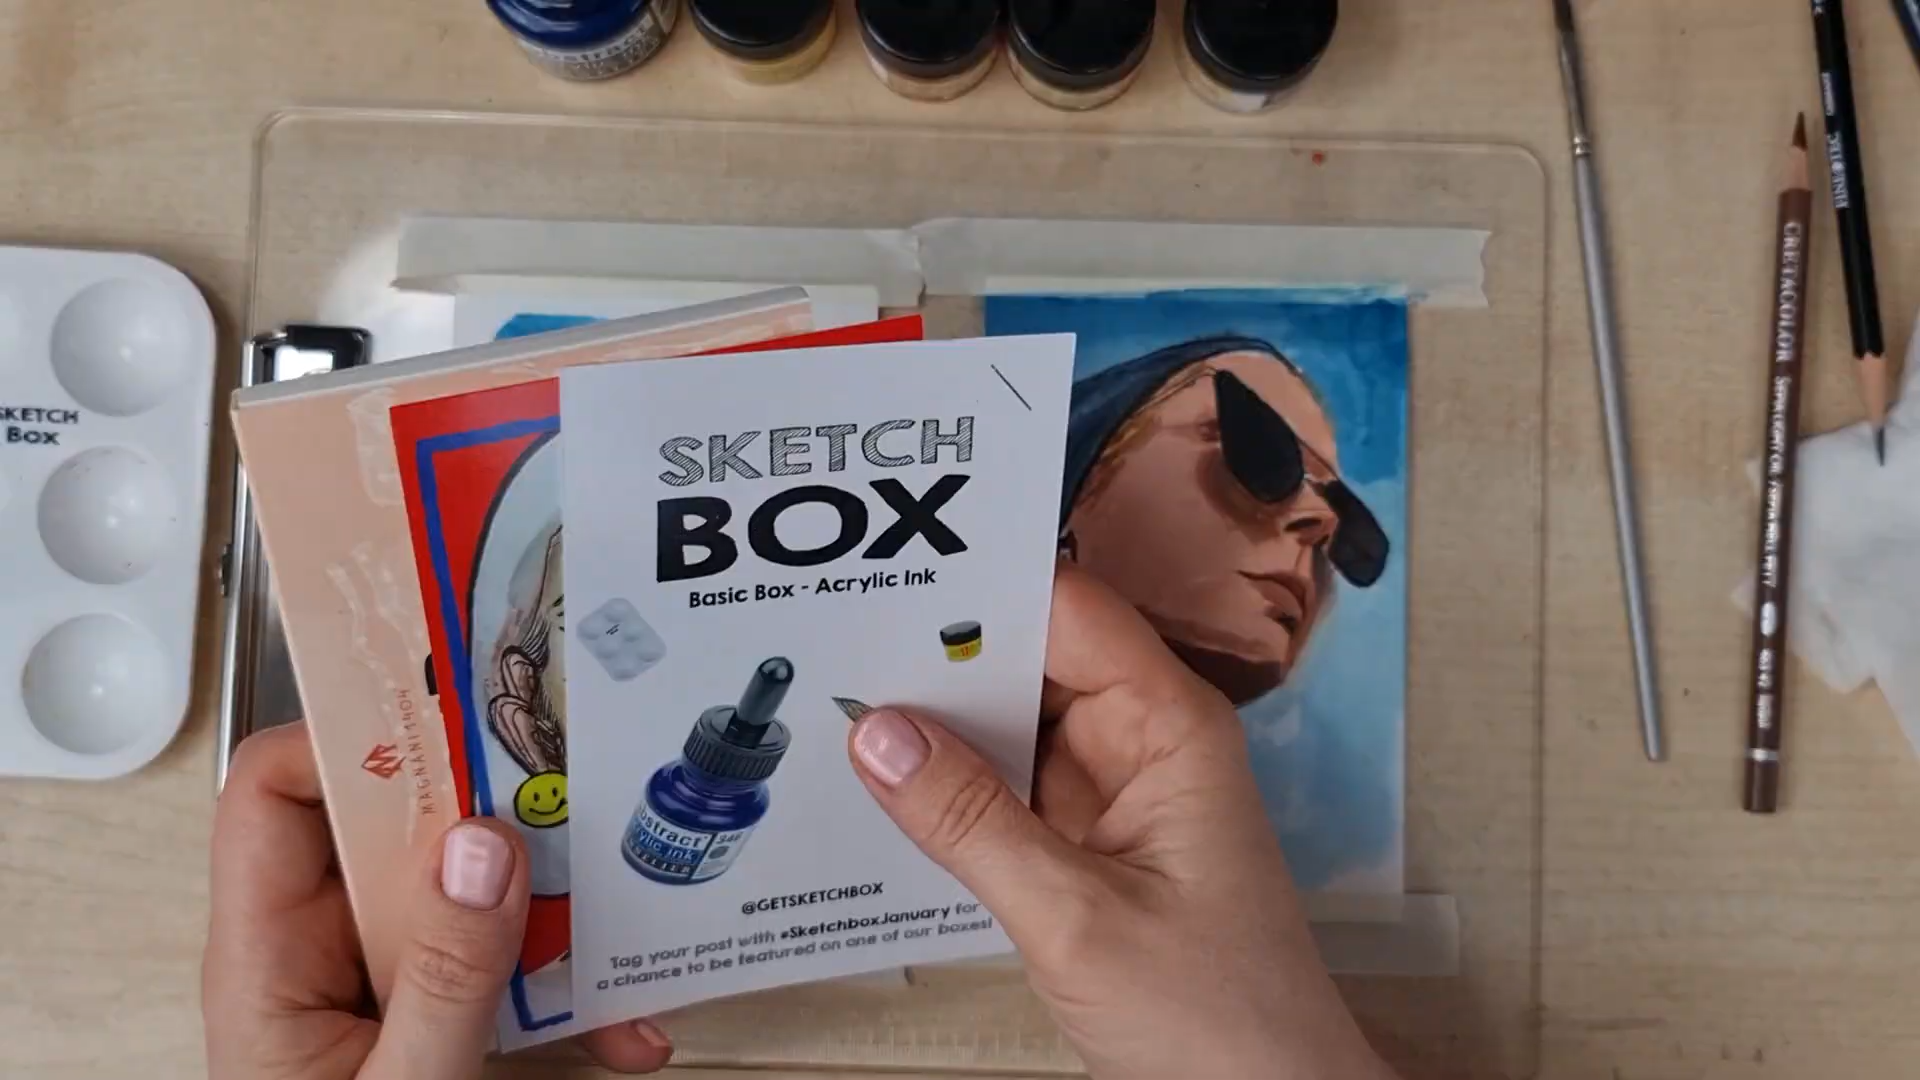 SKETCH
BOX
Basic Box - Acrylic Ink
@GETSKETCHBOX
Tag your post with #SketchboxJanuary for
a chance to be featured on one of our boxes!
SKETCH
BOX
MAGNANI1404
CRETACOLOR